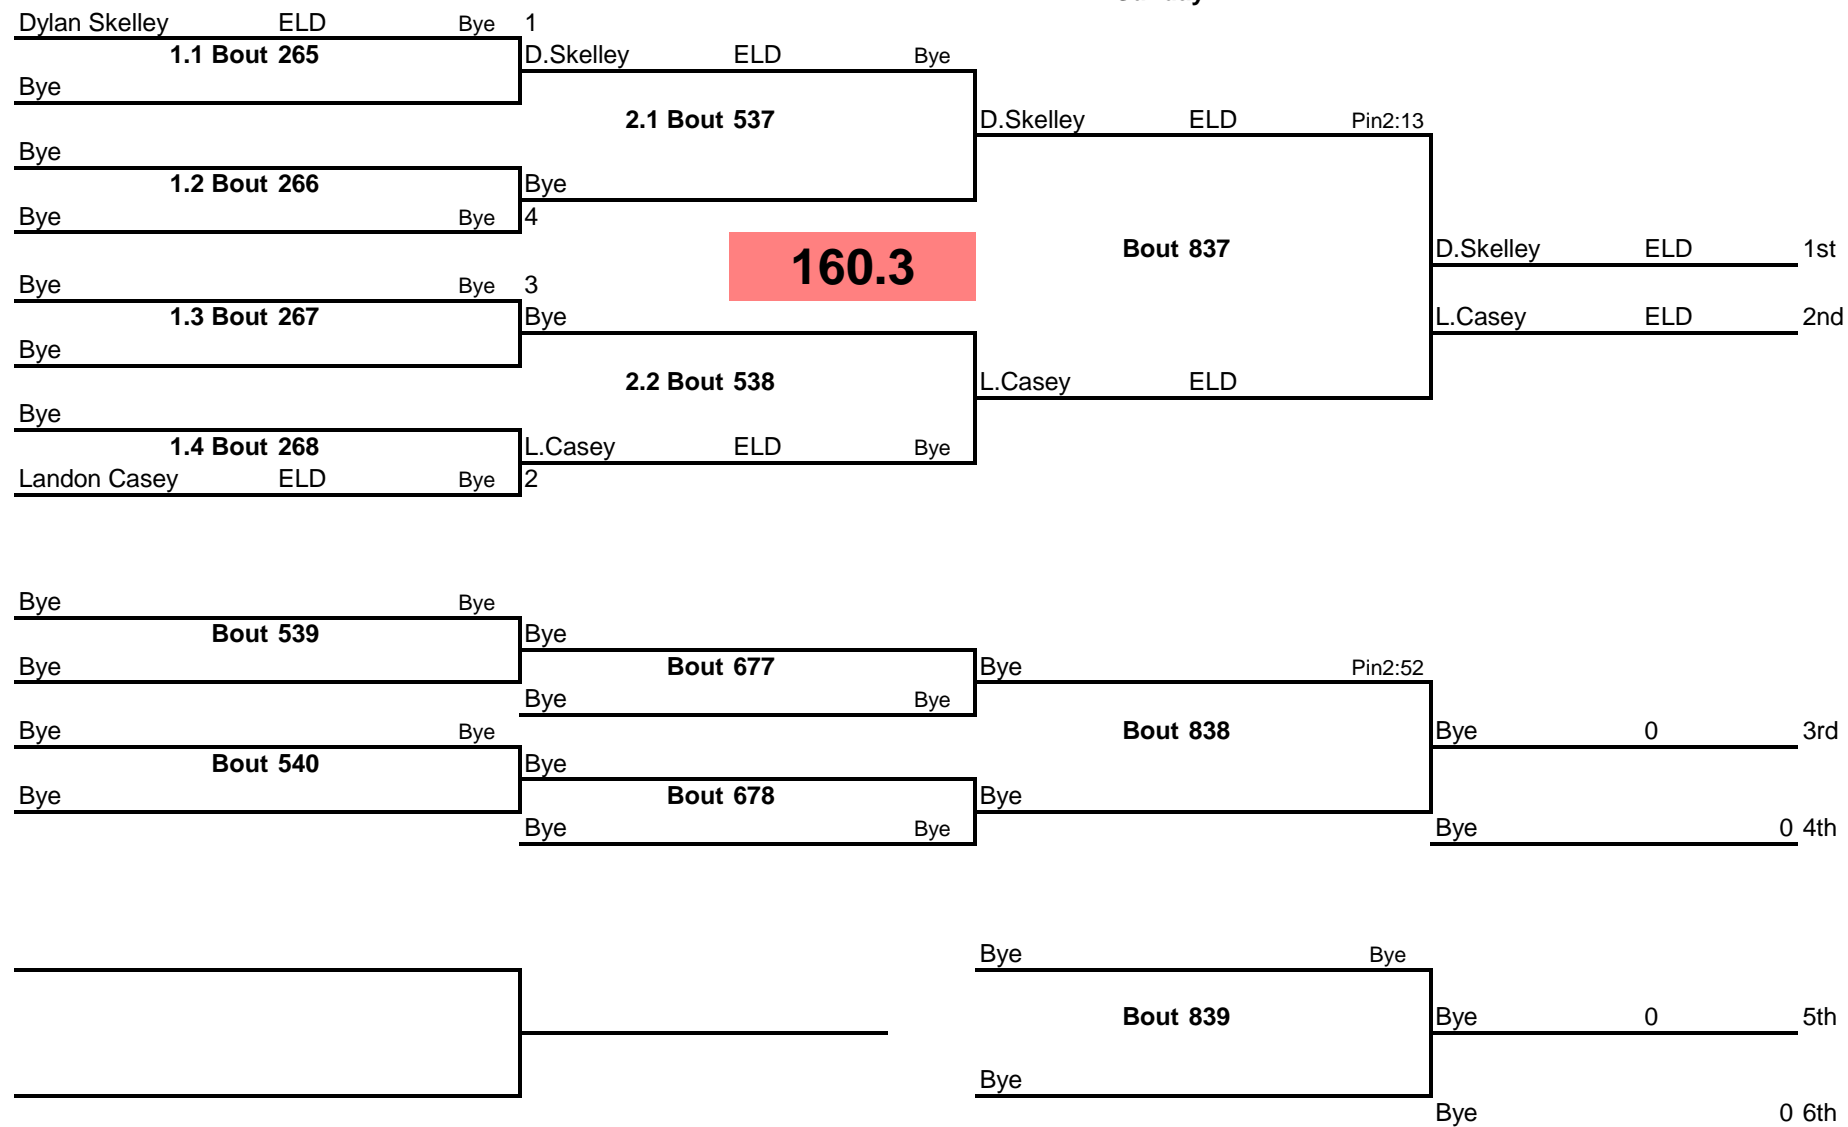 Dylan Skelley ELD Bye 1
1.1 Bout 265 D.Skelley ELD Bye
Bye
2.1 Bout 537 D.Skelley ELD Pin2:13
Bye
1.2 Bout 266 Bye
Bye Bye 4
160.3 Bout 837 D.Skelley ELD 1st
Bye Bye 3
1.3 Bout 267 Bye L.Casey ELD 2nd
Bye
2.2 Bout 538 L.Casey ELD
Bye
1.4 Bout 268 L.Casey ELD Bye
Landon Casey ELD Bye 2
Bye Bye
Bout 539 Bye
Bye Bout 677 Bye Pin2:52
Bye Bye
Bye Bye Bout 838 Bye 0 3rd
Bout 540 Bye
Bye Bout 678 Bye
Bye Bye Bye 0 4th
Bye Bye
Bout 839 Bye 0 5th
Bye
Bye 0 6th